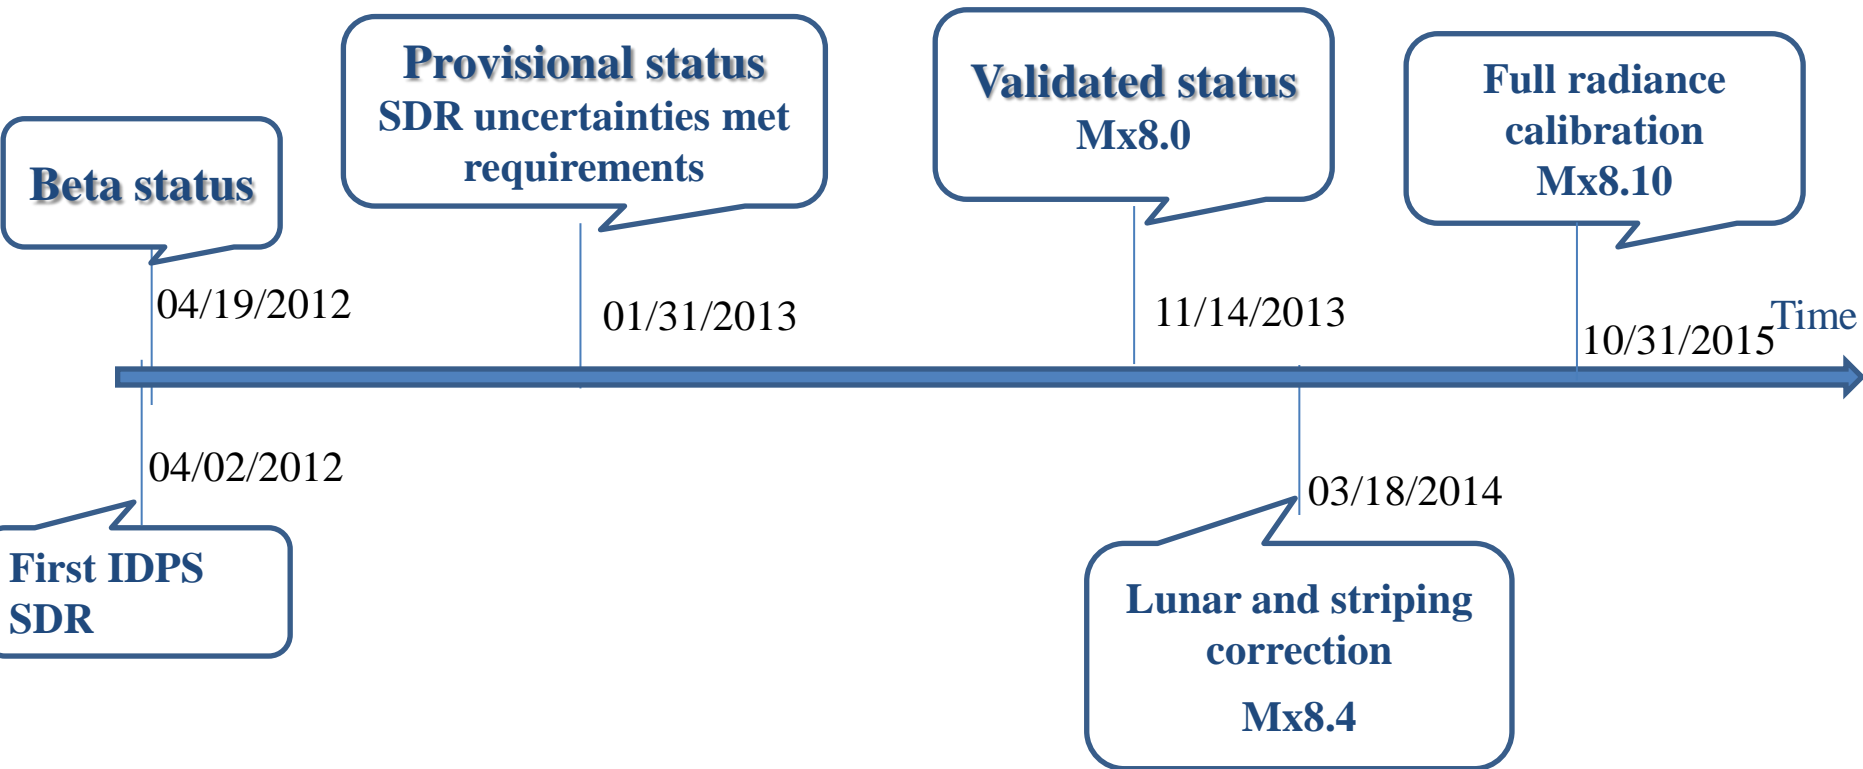 Beta status
04/19/2012
Provisional status
SDR uncertainties met
requirements
01/31/2013
Validated status
Mx8.0
11/14/2013
Full radiance
calibration
Mx8.10
10/31/2015
Time
04/02/2012
First IDPS
SDR
03/18/2014
Lunar and striping
correction
Mx8.4